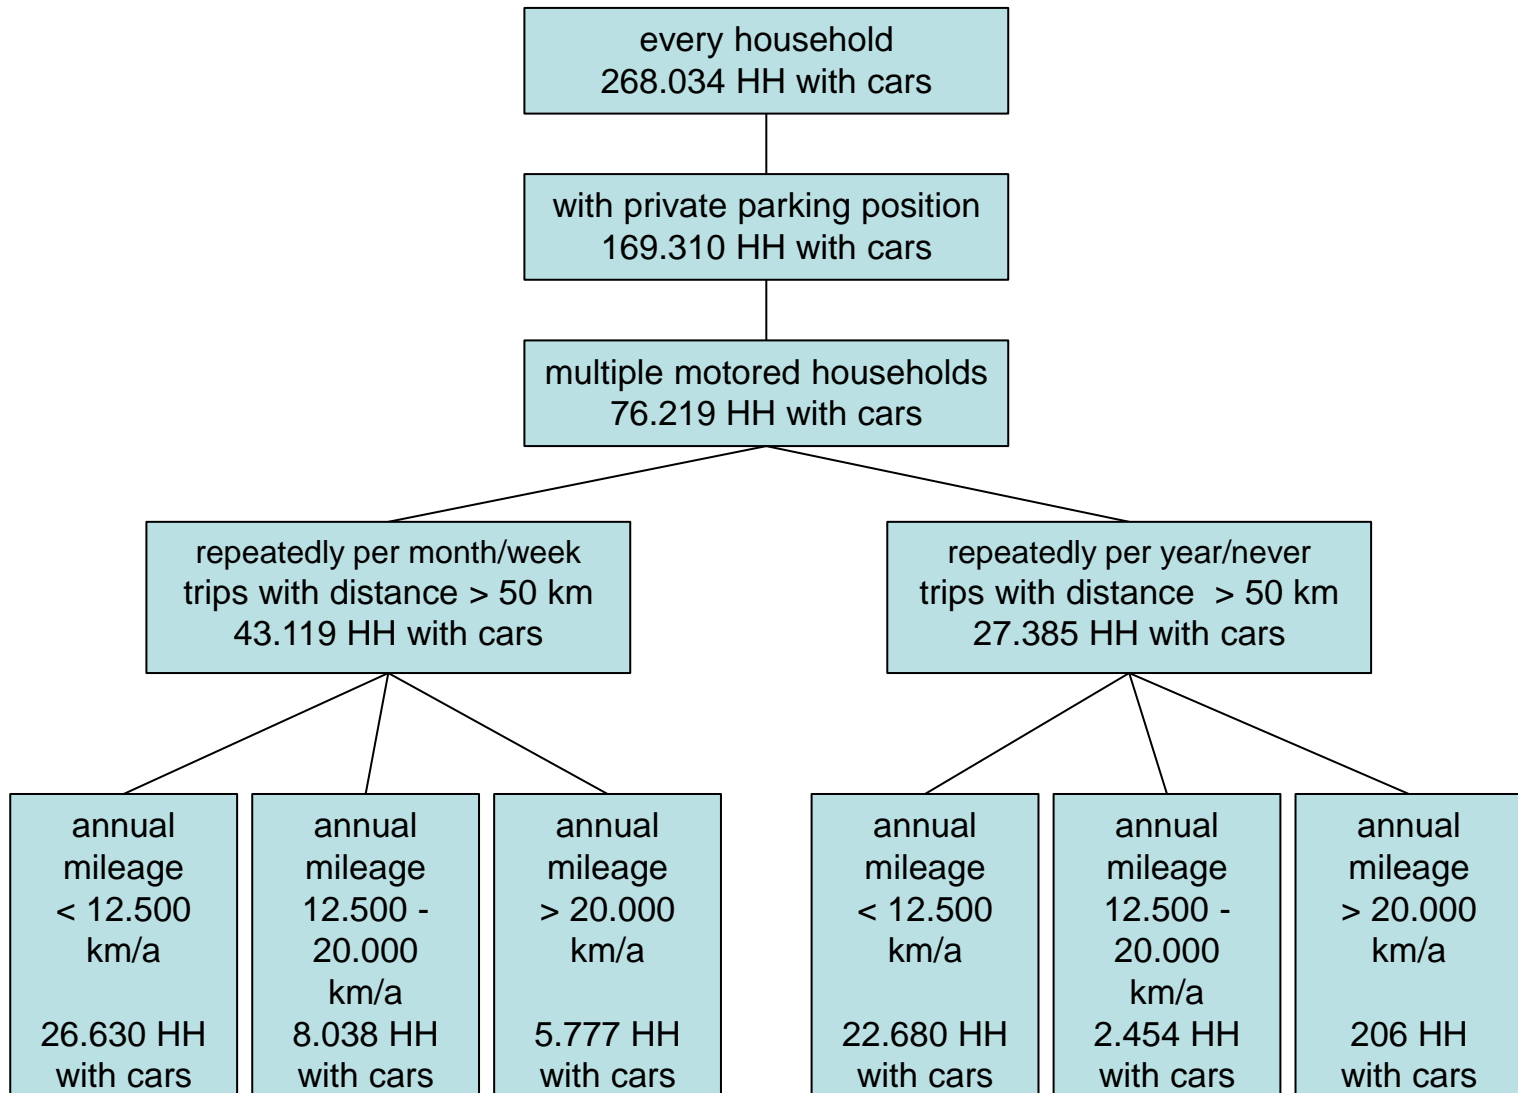 every household
268.034 HH with cars
with private parking position
169.310 HH with cars
multiple motored households
76.219 HH with cars
repeatedly per month/week
trips with distance > 50 km
43.119 HH with cars
repeatedly per year/never
trips with distance > 50 km
27.385 HH with cars
annual
mileage
< 12.500
km/a
26.630 HH
with cars
annual
mileage
12.500 -
20.000
km/a
8.038 HH
with cars
annual
mileage
> 20.000
km/a
5.777 HH
with cars
annual
mileage
< 12.500
km/a
22.680 HH
with cars
annual
mileage
12.500 -
20.000
km/a
2.454 HH
with cars
annual
mileage
> 20.000
km/a
206 HH
with cars